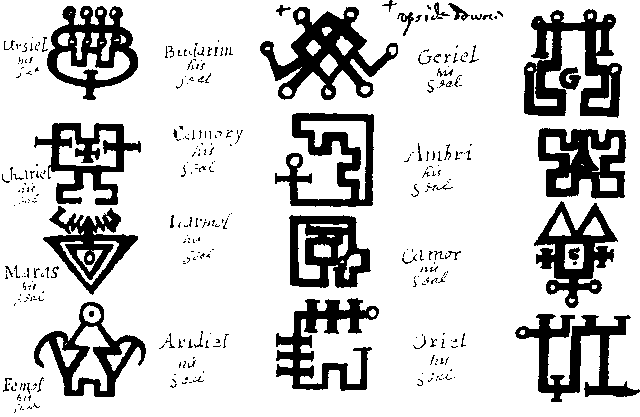 + + upside down
Ursiel
his
seal
Budarim
his
seal
Geriel
his
Seal
G
Chariel
his
seal
Camory
his
seal
Ambri
his
seal
Maras
his
seal
Larmol
his
seal
Camor
his
seal
Femol
his
seal
Aridiel
his
seal
Oriel
his
seal